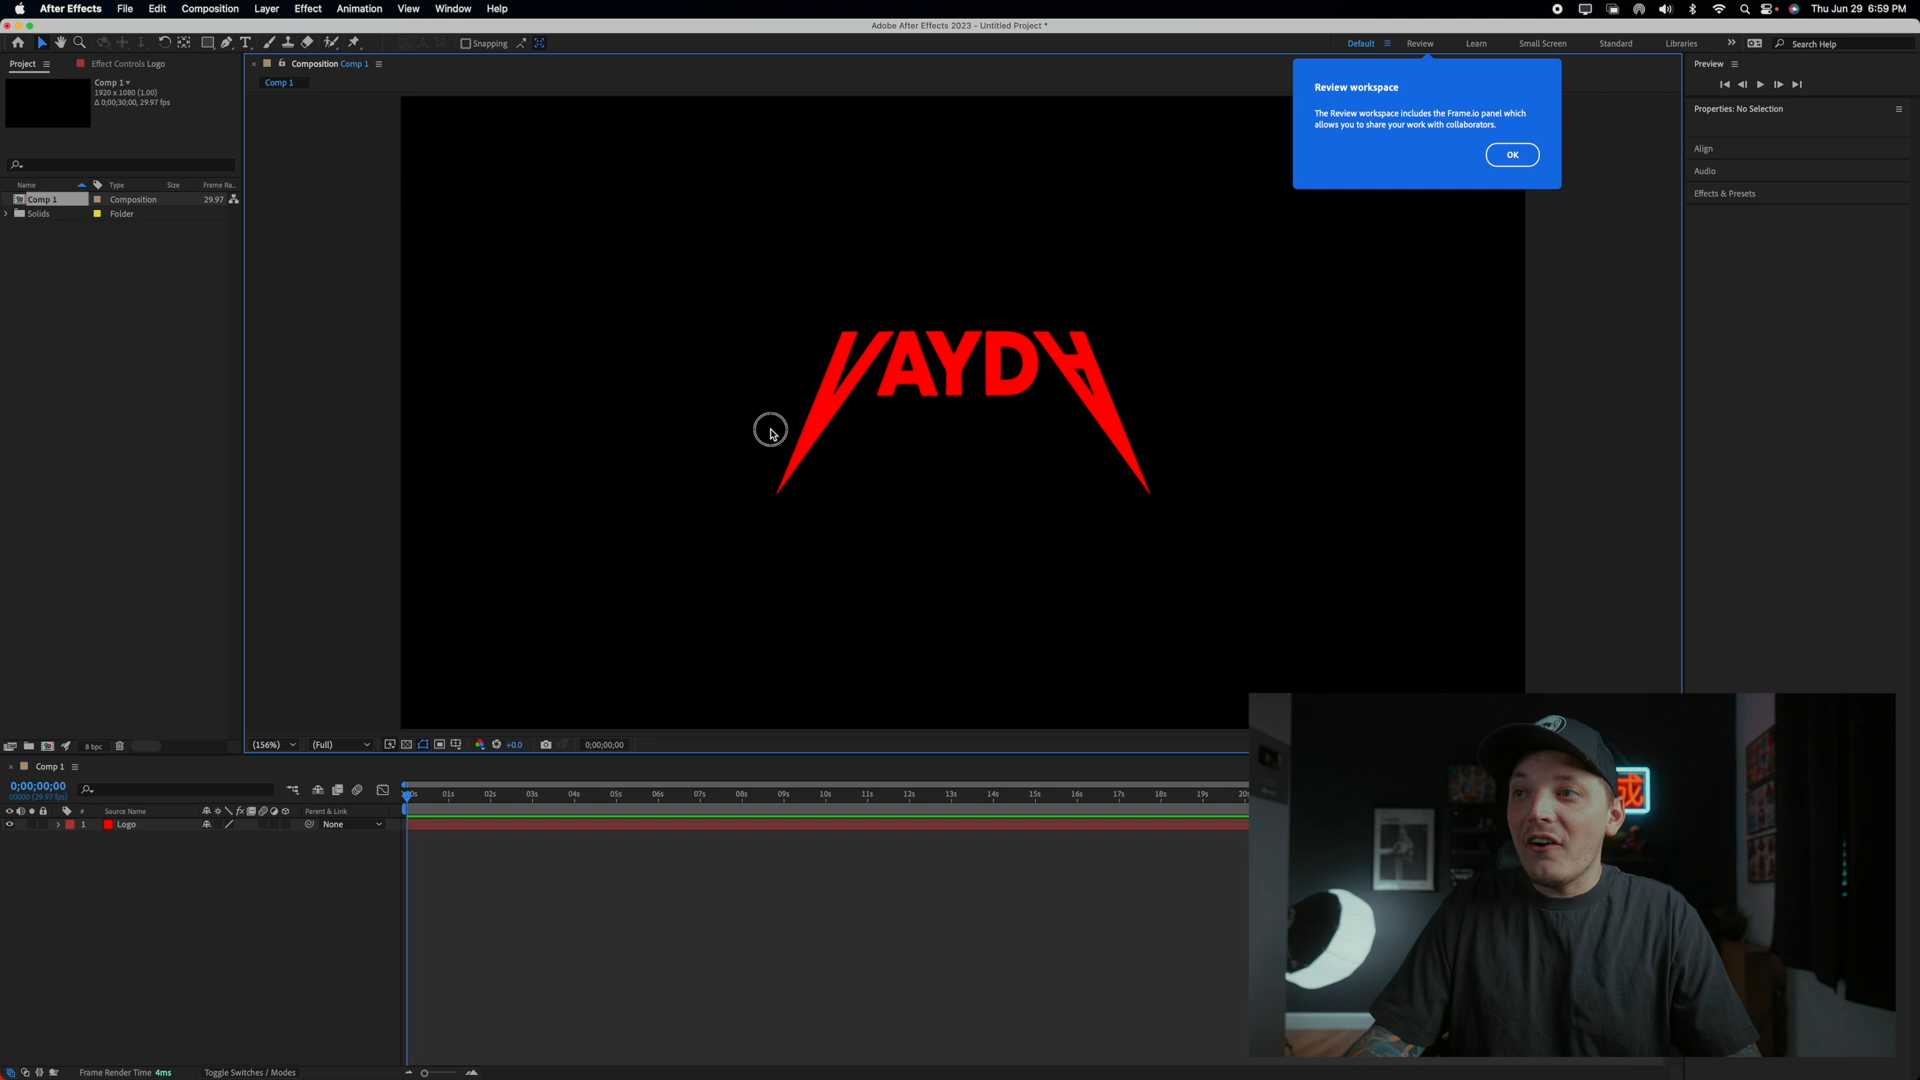 After Effects File Edit Composition Layer Effect Animation View Window Help Thu Jun 29 6:59 PM
Adobe After Effects 2023 - Untitled Project *
Snapping Default Review Learn Small Screen Standard Libraries Search Help
Project Effect Controls Logo
Comp 1
1920 x 1080 (1.00)
Δ 0;00;30;00, 29.97 fps
Name Type Size Frame Ra...
Comp 1 Composition 29.97
Solids Folder
Composition Comp 1
Comp 1
Review workspace
The Review workspace includes the Frame.io panel which
allows you to share your work with collaborators.
OK
Preview
Properties: No Selection
Align
Audio
Effects & Presets
VAYDA
8 bpc
(156%) (Full) +0.0 0;00;00;00
Comp 1
0;00;00;00
00000 (29.97 fps)
01s 02s 03s 04s 05s 06s 07s 08s 09s 10s 11s 12s 13s 14s 15s 16s 17s 18s 19s
# Source Name Parent & Link
1 Logo None
Frame Render Time 4ms Toggle Switches / Modes